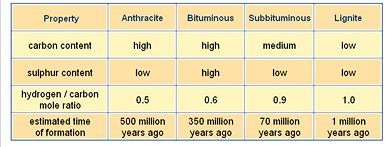 Property Anthracite Bituminous Subbituminous Lignite
carbon content high high medium low
sulphur content low high low low
hydrogen / carbon
mole ratio 0.5 0.6 0.9 1.0
estimated time
of formation 500 million
years ago 350 million
years ago 70 million
years ago 1 million
years ago